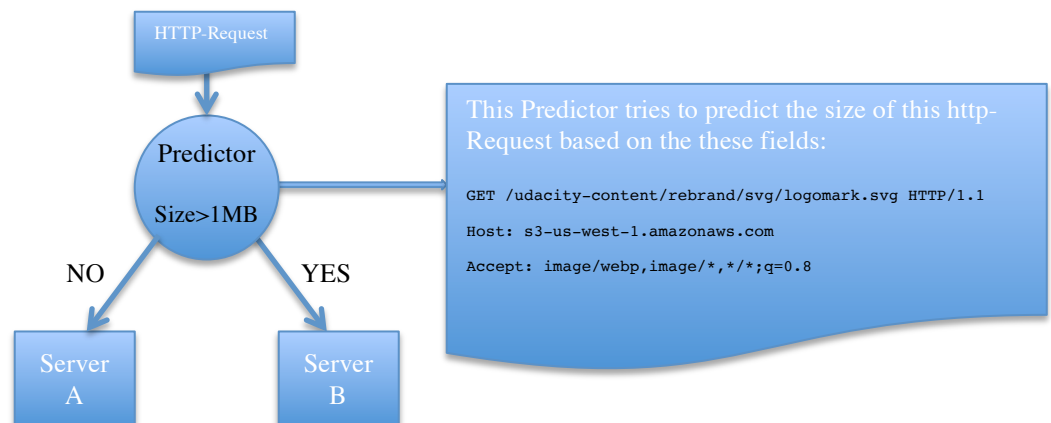 HTTP-Request
Predictor
Size>1MB
This Predictor tries to predict the size of this http-
Request based on the these fields:
GET /udacity-content/rebrand/svg/logomark.svg HTTP/1.1
Host: s3-us-west-1.amazonaws.com
Accept: image/webp,image/*,*/*;q=0.8
NO
YES
Server
A
Server
B